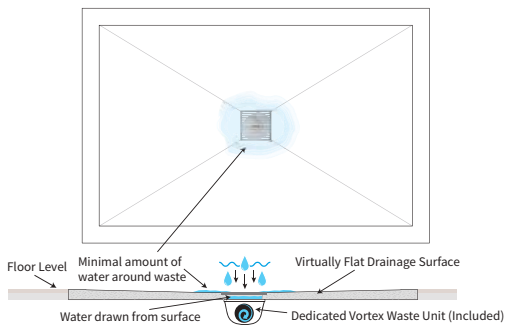 Floor Level
Minimal amount of
water around waste
Virtually Flat Drainage Surface
Water drawn from surface
Dedicated Vortex Waste Unit (Included)